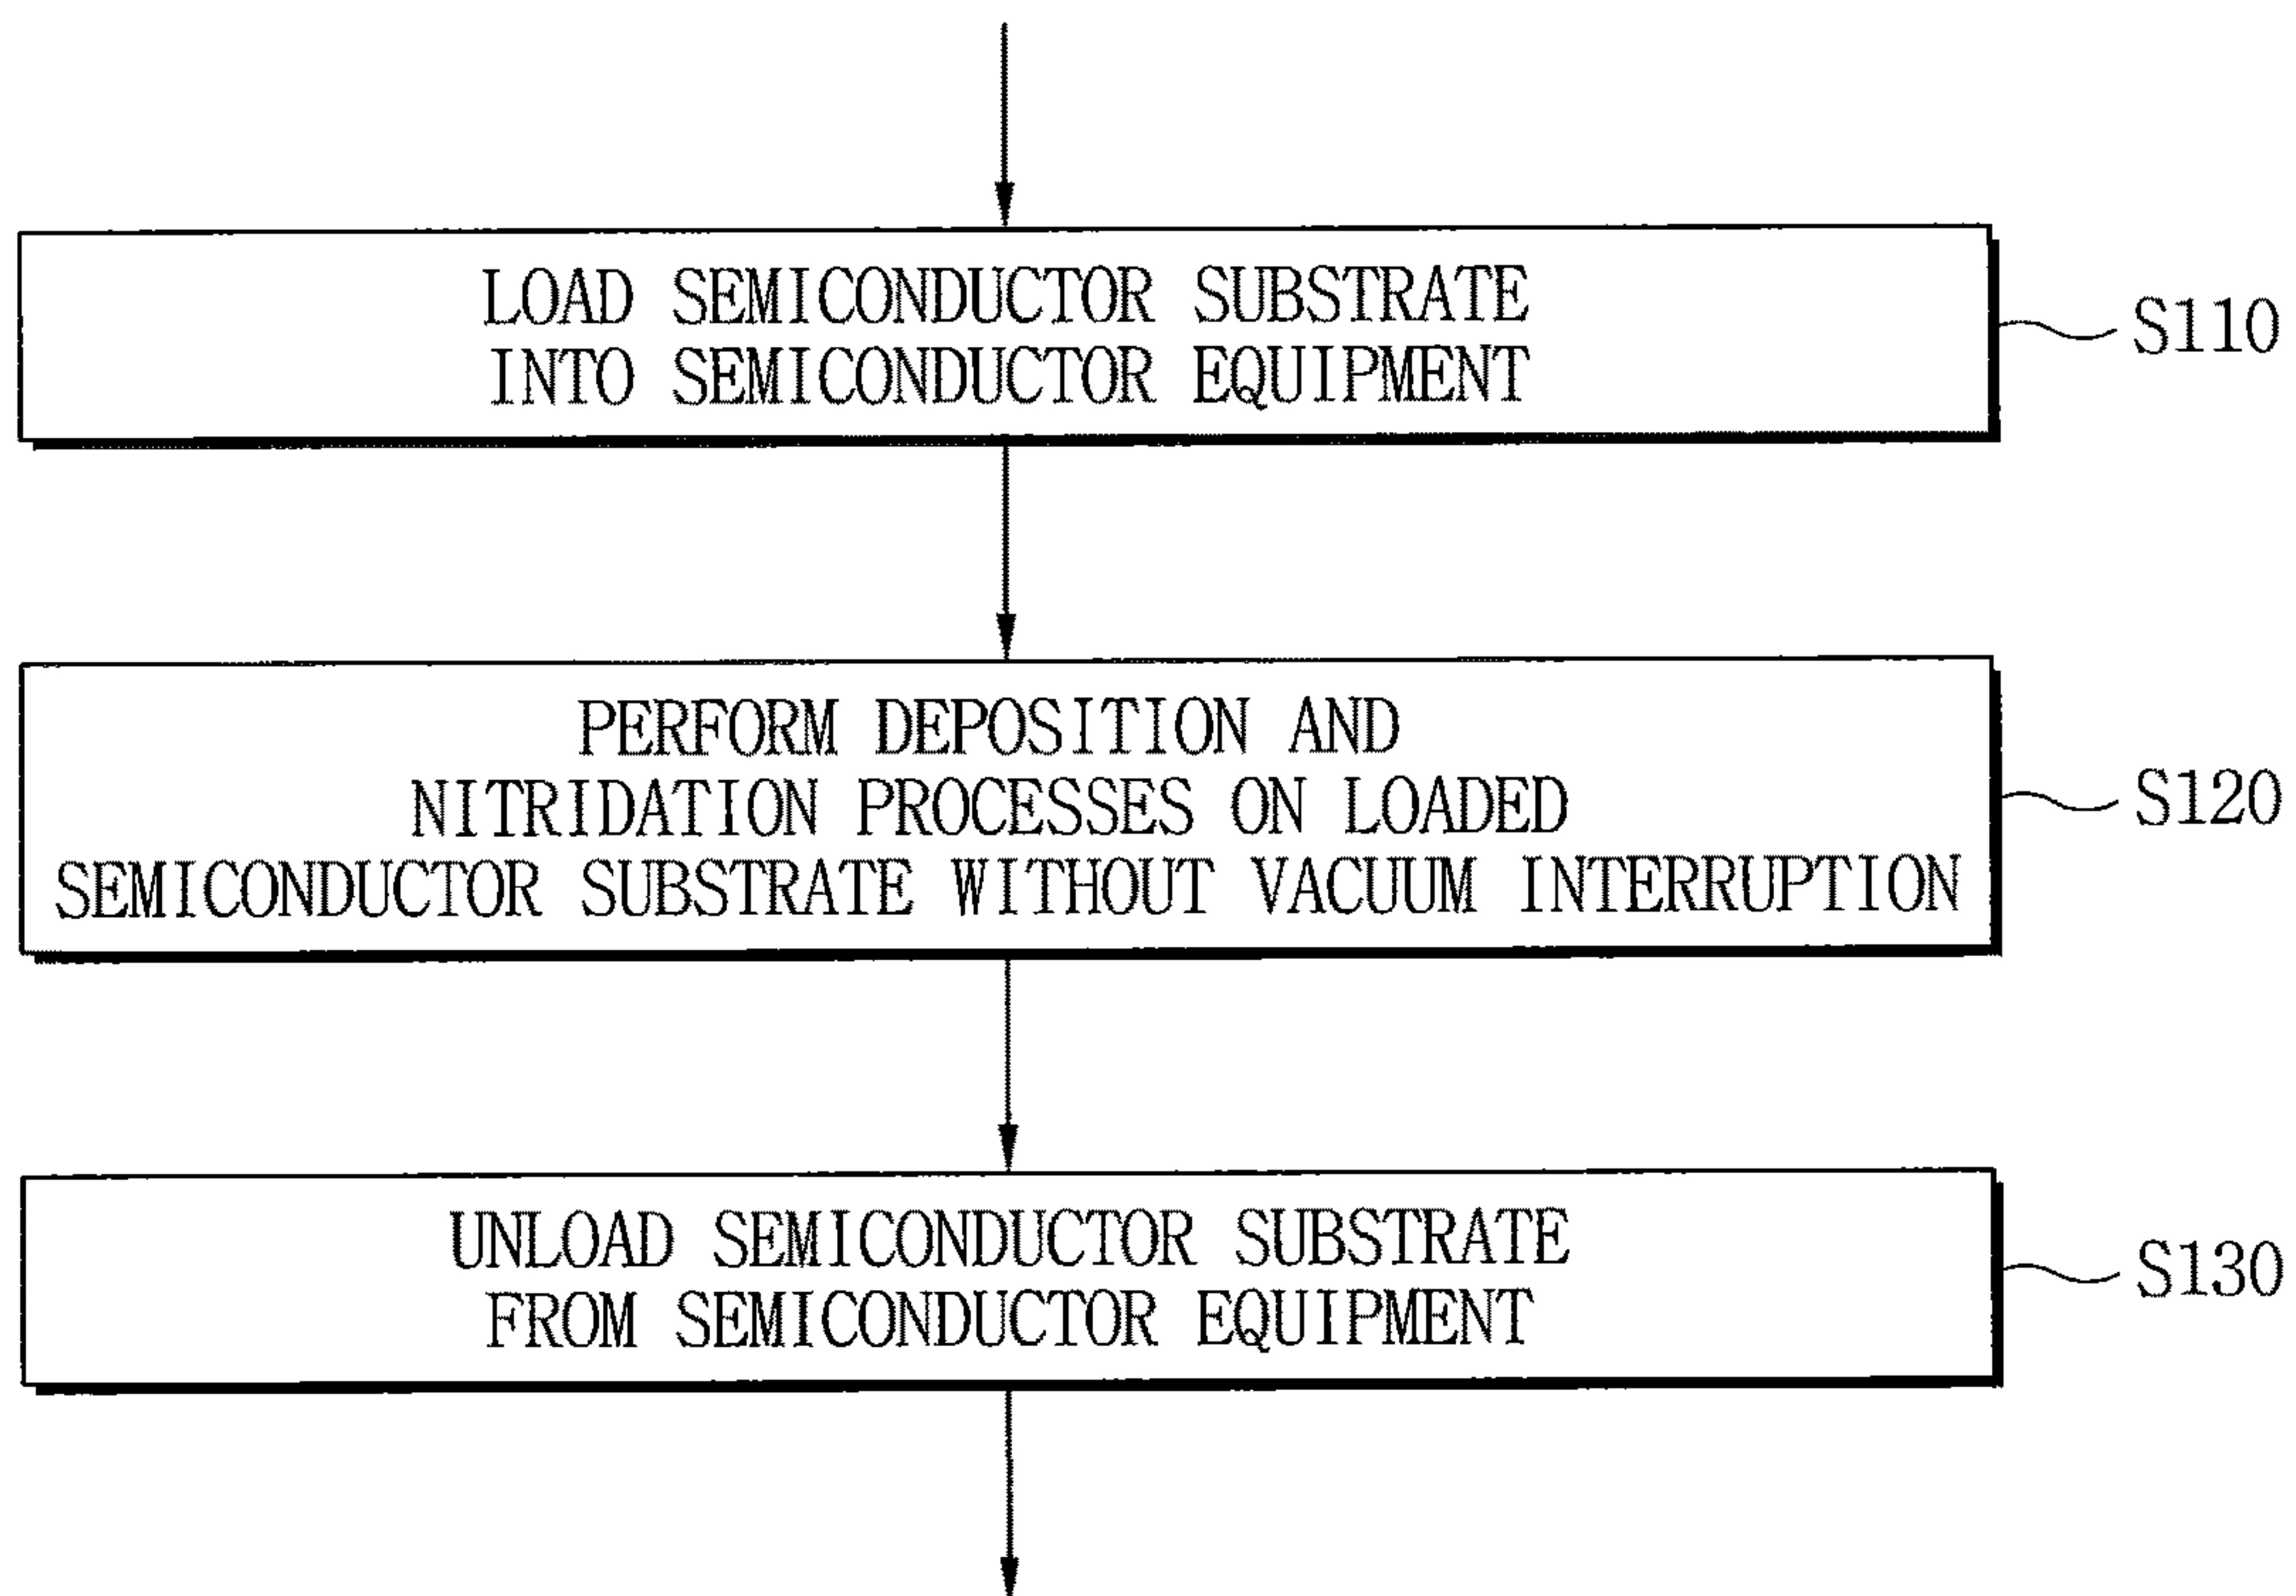 LOAD SEMICONDUCTOR SUBSTRATE
INTO SEMICONDUCTOR EQUIPMENT
S110
PERFORM DEPOSITION AND
NITRIDATION PROCESSES ON LOADED
SEMICONDUCTOR SUBSTRATE WITHOUT VACUUM INTERRUPTION
S120
UNLOAD SEMICONDUCTOR SUBSTRATE
FROM SEMICONDUCTOR EQUIPMENT
S130